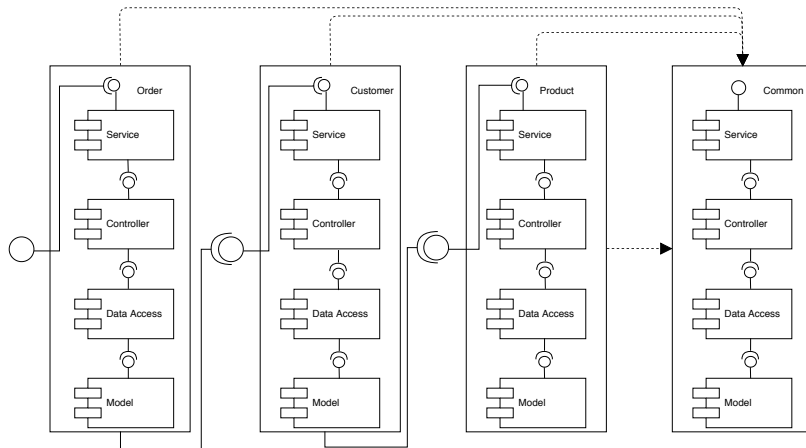 Order
Service
Controller
Data Access
Model
Customer
Service
Controller
Data Access
Model
Product
Service
Controller
Data Access
Model
Common
Service
Controller
Data Access
Model